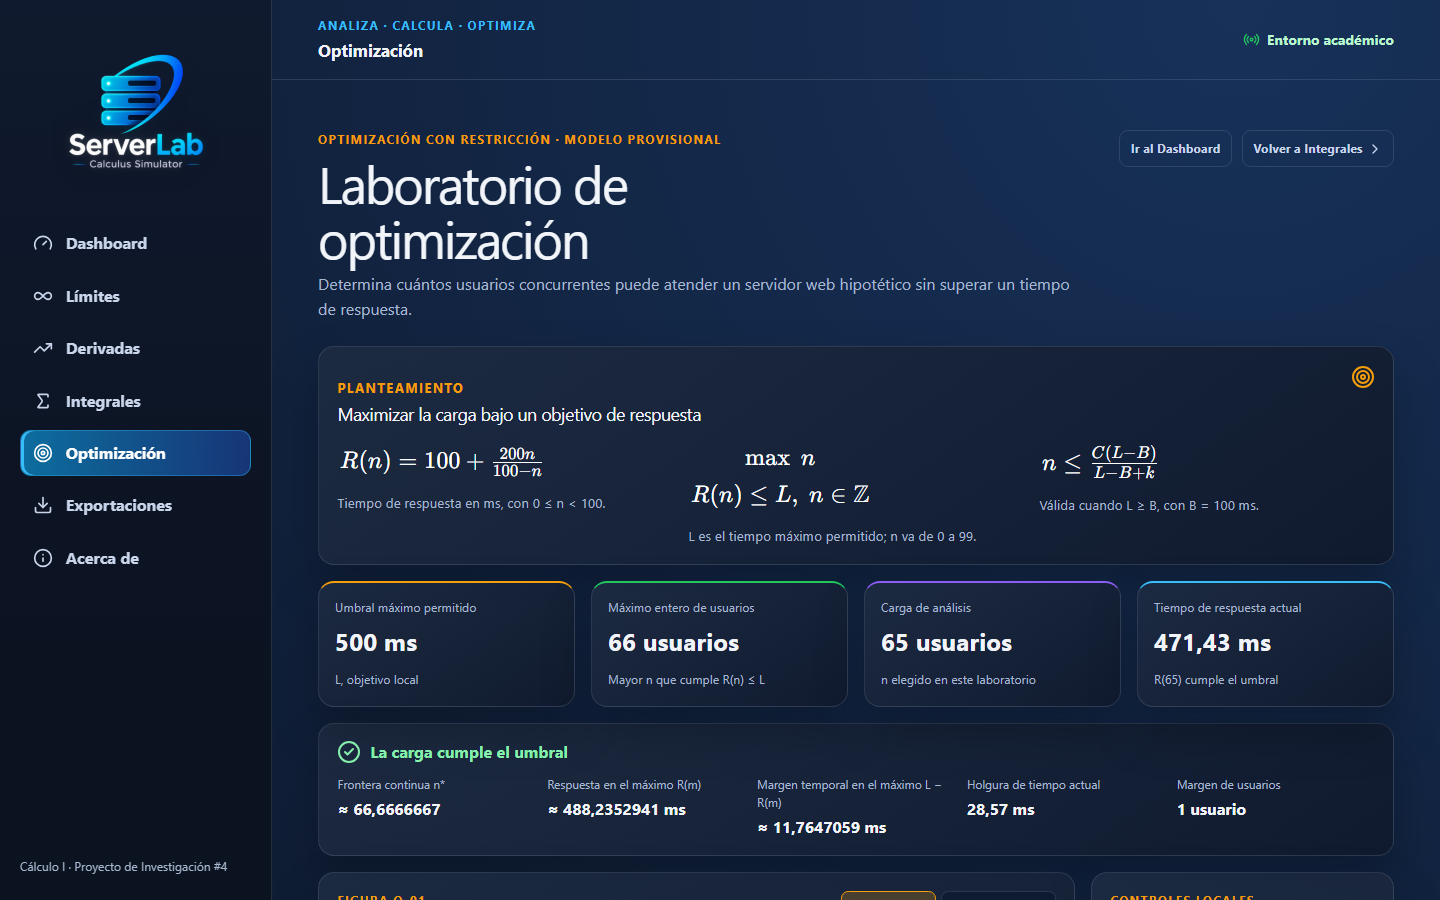 ServerLab
Calculus Simulator
Dashboard
Límites
Derivadas
Integrales
Optimización
Exportaciones
Acerca de
Cálculo I · Proyecto de Investigación #4
ANALIZA · CALCULA · OPTIMIZA
Optimización
Entorno académico
OPTIMIZACIÓN CON RESTRICCIÓN · MODELO PROVISIONAL
Ir al Dashboard
Volver a Integrales
Laboratorio de
optimización
Determina cuántos usuarios concurrentes puede atender un servidor web hipotético sin superar un tiempo
de respuesta.
PLANTEAMIENTO
Maximizar la carga bajo un objetivo de respuesta
R(n) = 100 + 200n/100−n
Tiempo de respuesta en ms, con 0 ≤ n < 100.
max n
R(n) ≤ L, n ∈ ℤ
L es el tiempo máximo permitido; n va de 0 a 99.
n ≤ C(L−B)/L−B+k
Válida cuando L ≥ B, con B = 100 ms.
Umbral máximo permitido
500 ms
L, objetivo local
Máximo entero de usuarios
66 usuarios
Mayor n que cumple R(n) ≤ L
Carga de análisis
65 usuarios
n elegido en este laboratorio
Tiempo de respuesta actual
471,43 ms
R(65) cumple el umbral
La carga cumple el umbral
Frontera continua n*
≈ 66,6666667
Respuesta en el máximo R(m)
≈ 488,2352941 ms
Margen temporal en el máximo L −
R(m)
≈ 11,7647059 ms
Holgura de tiempo actual
28,57 ms
Margen de usuarios
1 usuario
FIGURA O-01
CONTROLES LOCALES